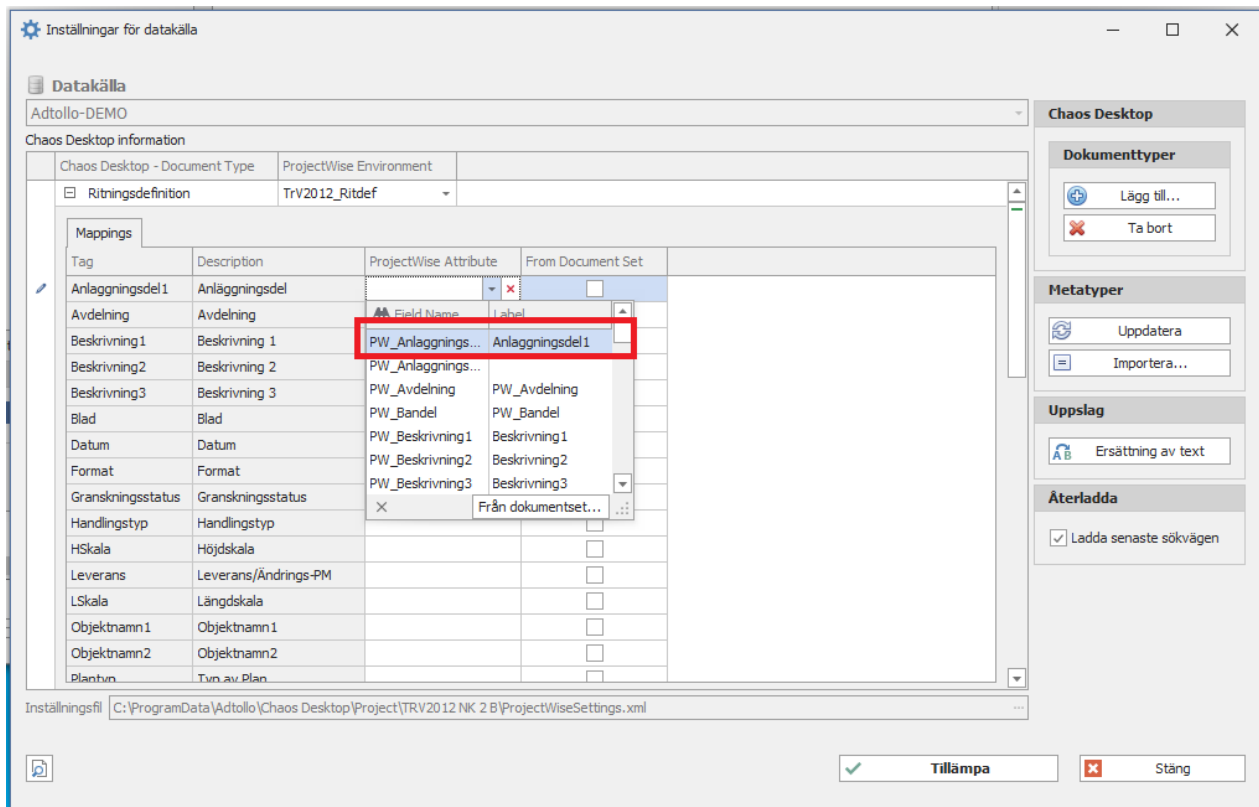 Inställningar för datakälla
Datakälla
Adtollo-DEMO
Chaos Desktop information
Chaos Desktop - Document Type ProjectWise Environment
Ritningsdefinition TrV2012_Ritdef
Mappings
Tag Description ProjectWise Attribute From Document Set
Anlaggningsdel1 Anläggningsdel
Avdelning Avdelning Field Name Label
Beskrivning1 Beskrivning 1 PW_Anlaggnings... Anlaggningsdel1
Beskrivning2 Beskrivning 2 PW_Anlaggnings...
Beskrivning3 Beskrivning 3 PW_Avdelning PW_Avdelning
Blad Blad PW_Bandel PW_Bandel
Datum Datum PW_Beskrivning1 Beskrivning1
Format Format PW_Beskrivning2 Beskrivning2
Granskningsstatus Granskningsstatus PW_Beskrivning3 Beskrivning3
Från dokumentset...
Handlingstyp Handlingstyp
HSkala Höjdskala
Leverans Leverans/Ändrings-PM
LSkala Längdskala
Objektnamn1 Objektnamn1
Objektnamn2 Objektnamn2
Plantyp Typ av Plan
Inställningsfil C:\ProgramData\Adtollo\Chaos Desktop\Project\TRV2012 NK 2 B\ProjectWiseSettings.xml
Chaos Desktop
Dokumenttyper
Lägg till...
Ta bort
Metatyper
Uppdatera
Importera...
Uppslag
Ersättning av text
Återladda
Ladda senaste sökvägen
Tillämpa
Stäng